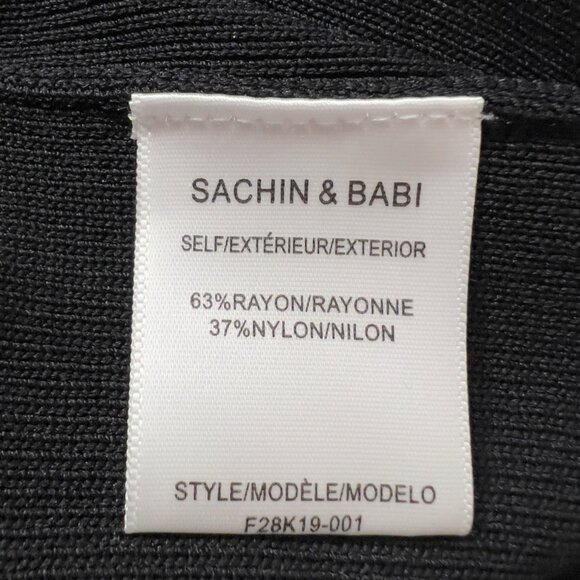 SACHIN & BABI
SELF/EXTÉRIEUR/EXTERIOR
63%RAYON/RAYONNE
37%NYLON/NILON
STYLE/MODÈLE/MODELO
F28K19-001